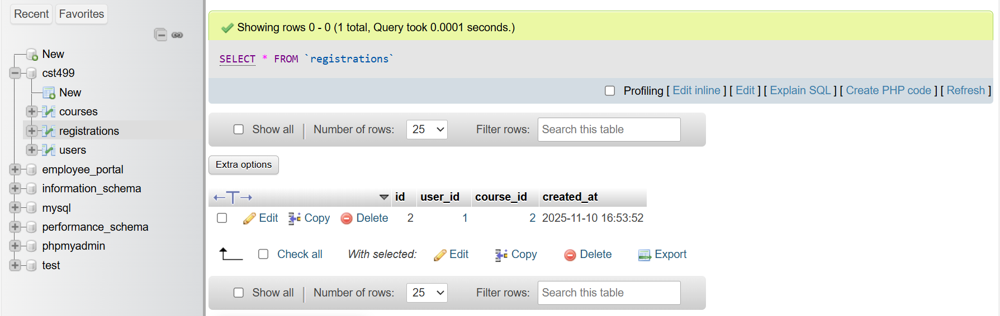 Recent Favorites
New
cst499
New
courses
registrations
users
employee_portal
information_schema
mysql
performance_schema
phpmyadmin
test
Showing rows 0 - 0 (1 total, Query took 0.0001 seconds.)
SELECT * FROM `registrations`
Profiling [ Edit inline ] [ Edit ] [ Explain SQL ] [ Create PHP code ] [ Refresh ]
Show all Number of rows: 25 Filter rows: Search this table
Extra options
←T→ id user_id course_id created_at
Edit Copy Delete 2 1 2 2025-11-10 16:53:52
Check all With selected: Edit Copy Delete Export
Show all Number of rows: 25 Filter rows: Search this table